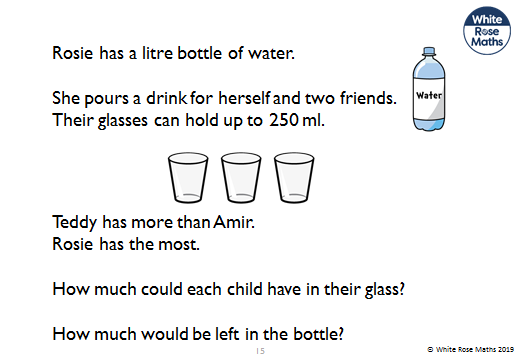 White
Rose
Maths
Rosie has a litre bottle of water.
She pours a drink for herself and two friends.
Their glasses can hold up to 250 ml.
Water
Teddy has more than Amir.
Rosie has the most.
How much could each child have in their glass?
How much would be left in the bottle?
15
© White Rose Maths 2019